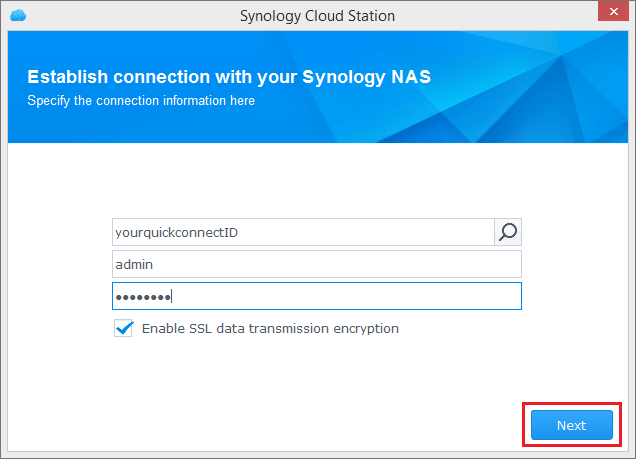 Synology Cloud Station
Establish connection with your Synology NAS
Specify the connection information here
yourquickconnectID
admin
••••••••
Enable SSL data transmission encryption
Next